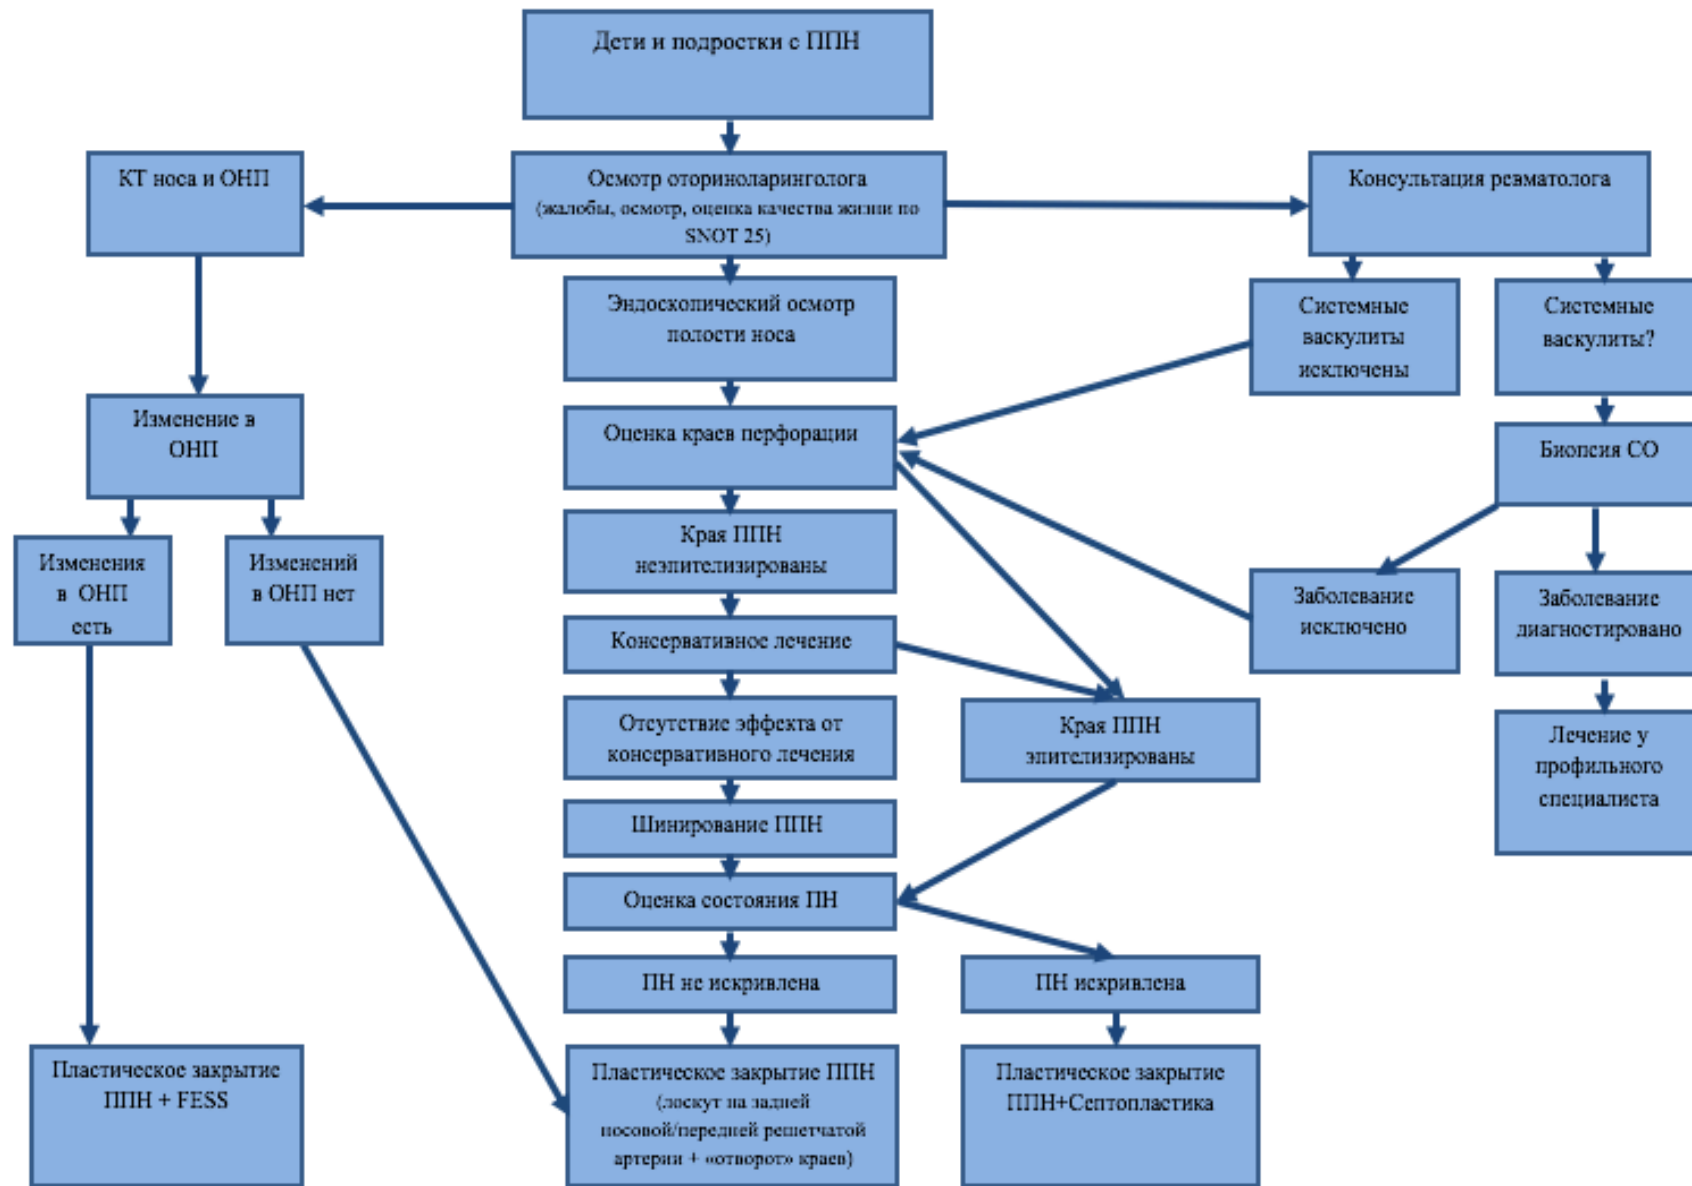 Дети и подростки с ППН
КТ носа и ОНП
Осмотр оториноларинголога
(жалобы, осмотр, оценка качества жизни по
SNOT 25)
Консультация ревматолога
Эндоскопический осмотр
полости носа
Системные
васкулиты
исключены
Системные
васкулиты?
Изменение в
ОНП
Оценка краев перфорации
Биопсия СО
Изменения
в ОНП
есть
Изменений
в ОНП нет
Края ППН
неэпителизированы
Заболевание
исключено
Заболевание
диагностировано
Консервативное лечение
Отсутствие эффекта от
консервативного лечения
Края ППН
эпителизированы
Лечение у
профильного
специалиста
Шинирование ППН
Оценка состояния ПН
ПН не искривлена
ПН искривлена
Пластическое закрытие
ППН + FESS
Пластическое закрытие ППН
(лоскут на задней
носовой/передней решетчатой
артерии + «отворот» краев)
Пластическое закрытие
ППН+Септопластика